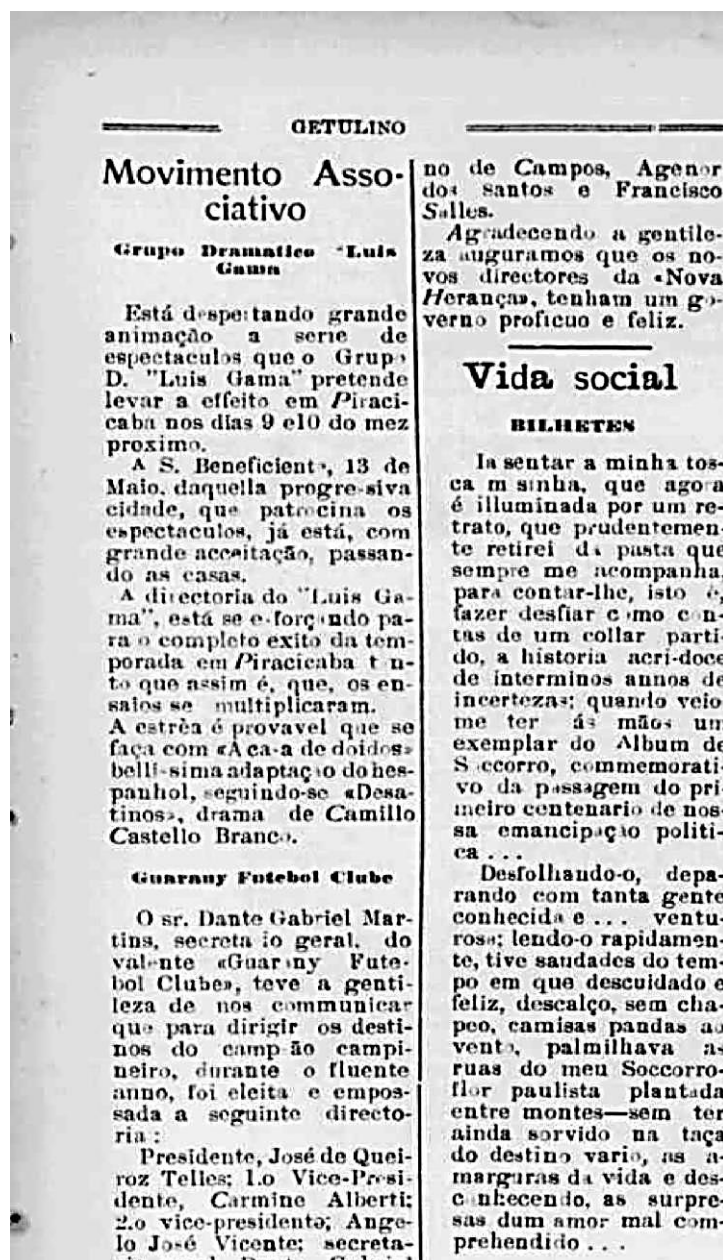 GETULINO
Movimento Asso-
ciativo
Grupo Dramatico "Luis
Gama
Está despertando grande
animação a serie de
espectaculos que o Grupo
D. "Luis Gama" pretende
levar a effeito em Piraci-
caba nos dias 9 e10 do mez
proximo.
A S. Beneficiente, 13 de
Maio, daquella progressiva
cidade, que patrocina os
espectaculos, já está, com
grande acceitação, passan-
do as casas.
A directoria do "Luis Ga-
ma", está se esforçando pa-
ra o completo exito da tem-
porada em Piracicaba tan-
to que assim é, que, os en-
saios se multiplicaram.
A estrèa é provavel que se
faça com «A casa de doidos»
bellissima adaptação do hes-
panhol, seguindo-se «Desa-
tinos», drama de Camillo
Castello Branco.
Guarany Futebol Clube
O sr. Dante Gabriel Mar-
tins, secretario geral, do
valente «Guarany Fute-
bol Clube», teve a genti-
leza de nos communicar
que para dirigir os desti-
nos do campeão campi-
neiro, durante o fluente
anno, foi eleita e empos-
sada a seguinte directo-
ria :
Presidente, José de Quei-
roz Telles; 1.o Vice-Presi-
dente, Carmine Alberti;
2.o vice-presidente; Ange-
lo José Vicente; secreta-
no de Campos, Agenor
dos santos e Francisco
Salles.
Agradecendo a gentile-
za auguramos que os no-
vos directores da «Nova
Herança», tenham um go-
verno proficuo e feliz.
Vida social
BILHETES
Ia sentar a minha tos-
ca mesinha, que agora
é illuminada por um re-
trato, que prudentemen-
te retirei da pasta que
sempre me acompanha,
para contar-lhe, isto é,
fazer desfiar como con-
tas de um collar parti-
do, a historia acri-doce
de interminos annos de
incertezas; quando veio
me ter ás mãos um
exemplar do Album de
Soccorro, commemorati-
vo da passagem do pri-
meiro centenario de nos-
sa emancipação politi-
ca . . .
Desfolhando-o, depa-
rando com tanta gente
conhecida e . . . ventu-
rosa; lendo-o rapidamen-
te, tive saudades do tem-
po em que descuidado e
feliz, descalço, sem cha-
peo, camisas pandas ao
vento, palmilhava as
ruas do meu Soccorro—
flor paulista plantada
entre montes—sem ter
ainda sorvido na taça
do destino vario, as a-
marguras da vida e des-
conhecendo, as surpre-
sas dum amor mal com-
prehendido . . .